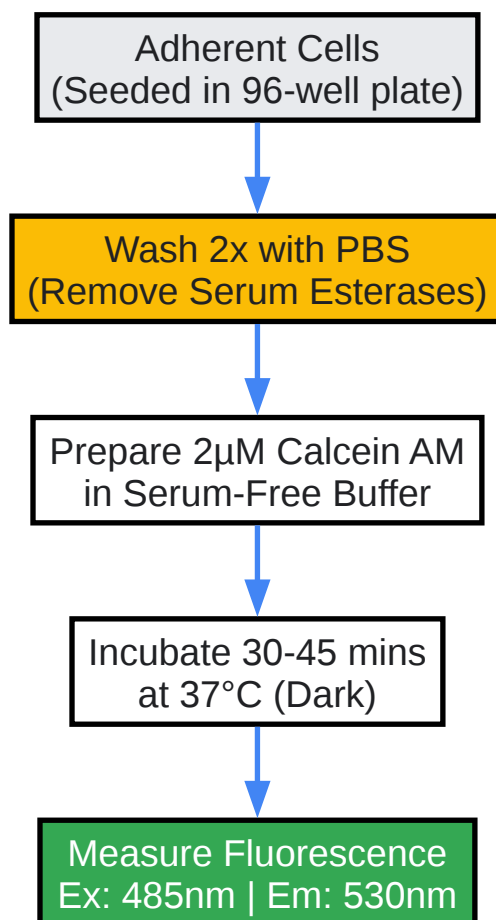 Adherent Cells
(Seeded in 96-well plate)
Wash 2x with PBS
(Remove Serum Esterases)
Prepare 2µM Calcein AM
in Serum-Free Buffer
Incubate 30-45 mins
at 37°C (Dark)
Measure Fluorescence
Ex: 485nm | Em: 530nm